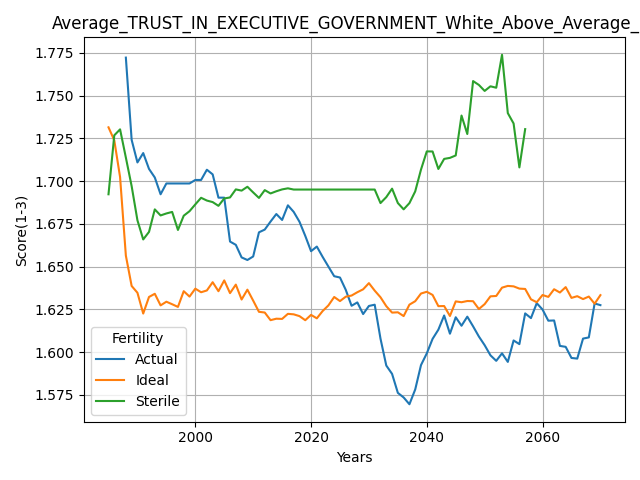 Average_TRUST_IN_EXECUTIVE_GOVERNMENT_White_Above_Average_
1.775
1.750
1.725
1.700
1.675
1.650
1.625
1.600
1.575
Score(1-3)
Fertility
Actual
Ideal
Sterile
2000 2020 2040 2060
Years